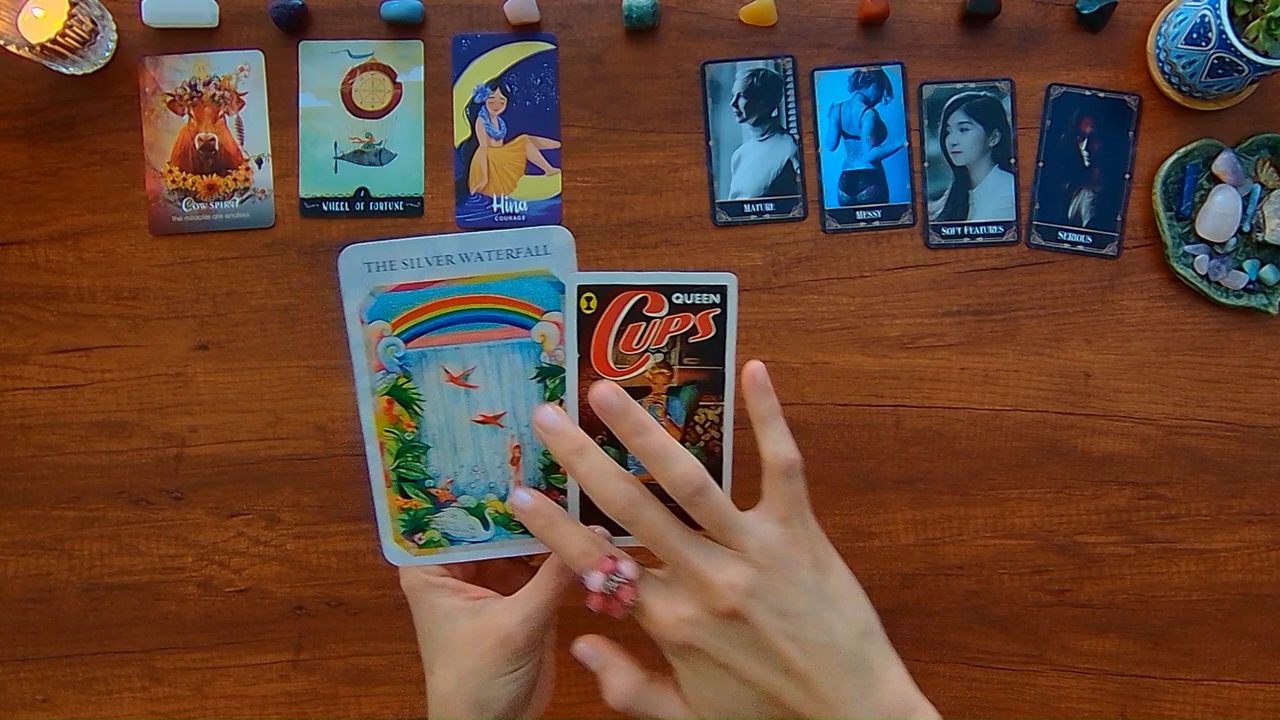 Cow spirit
The miracles are endless.
WHEEL OF FORTUNE
Hina
COURAGE
MATURE
MESSY
SOFT FEATURES
SERIOUS
THE SILVER WATERFALL
QUEEN
CUPS